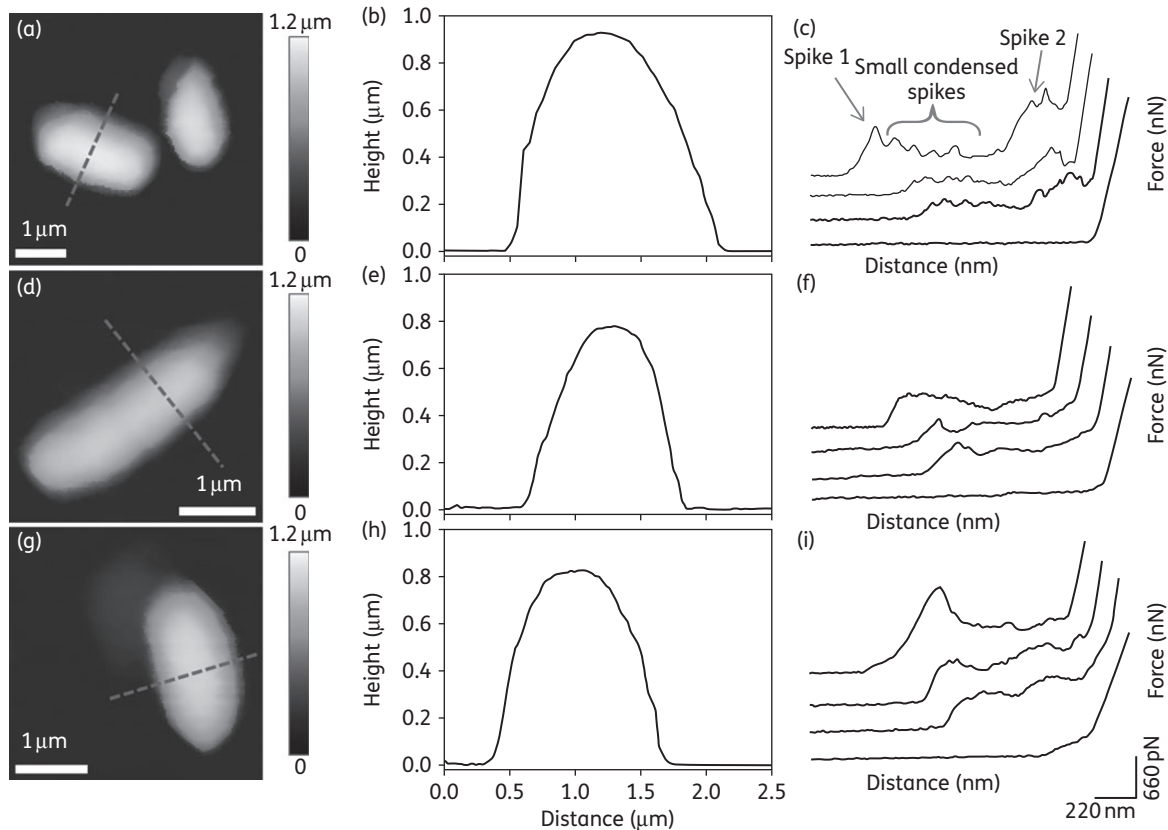 (a)
1.2 μm
1 μm
0
(b)
1.0
0.8
0.6
0.4
0.2
0.0
Height (μm)
(c)
Spike 1
Small condensed
spikes
Spike 2
Force (nN)
Distance (nm)
(d)
1.2 μm
1 μm
0
(e)
1.0
0.8
0.6
0.4
0.2
0.0
Height (μm)
(f)
Force (nN)
Distance (nm)
(g)
1.2 μm
1 μm
0
(h)
1.0
0.8
0.6
0.4
0.2
0.0
Height (μm)
0.0 0.5 1.0 1.5 2.0 2.5
Distance (μm)
(i)
Force (nN)
Distance (nm)
660 pN
220 nm